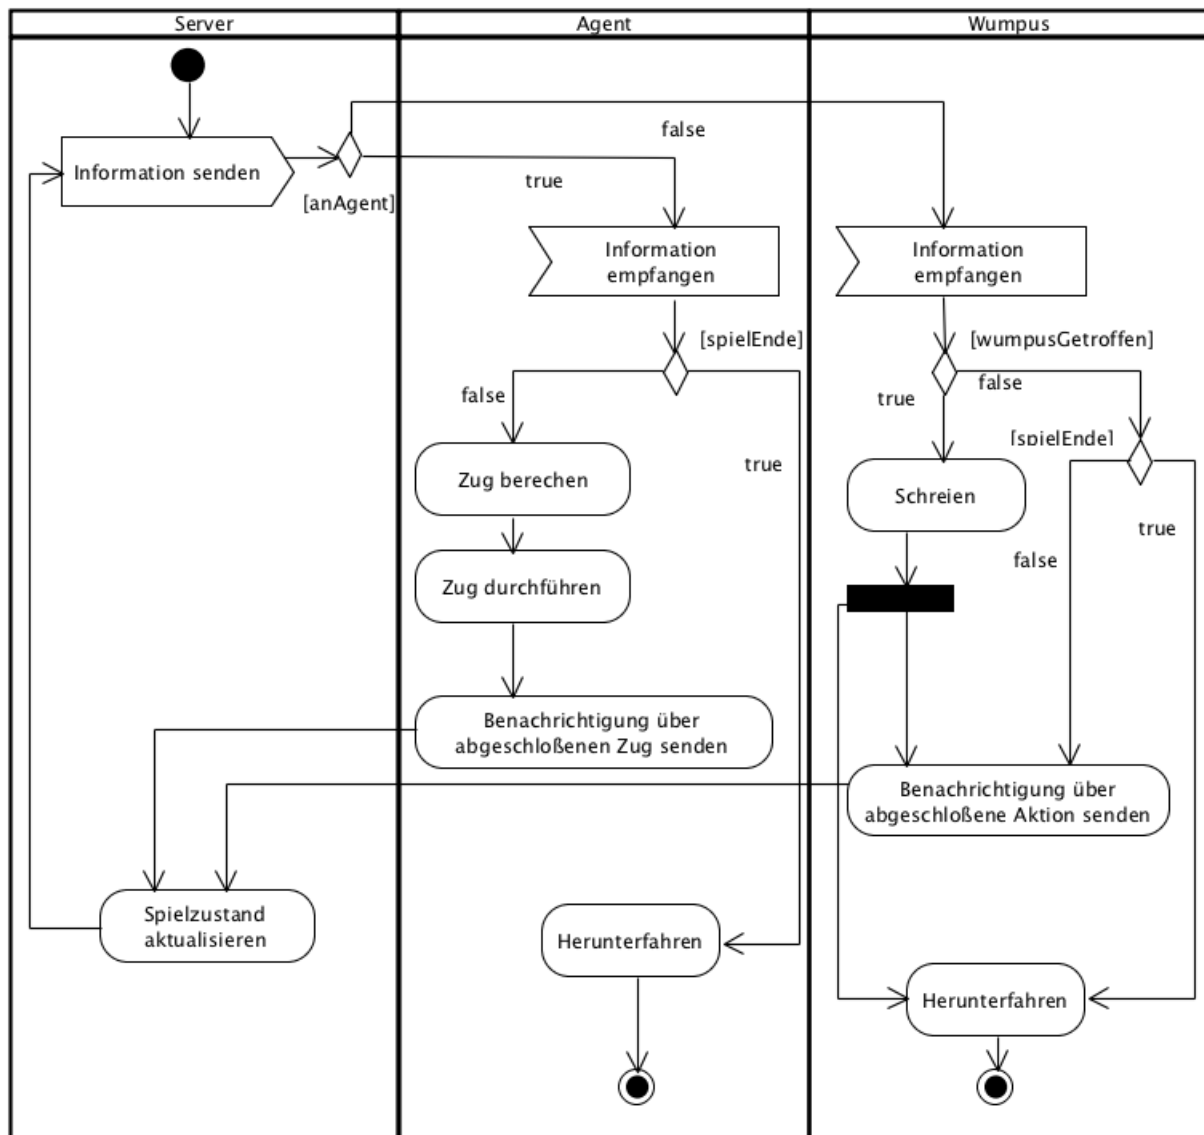 Server
Agent
Wumpus
false
Information senden
true
[anAgent]
Information
empfangen
Information
empfangen
[spielEnde]
[wumpusGetroffen]
false
false
true
[spielEnde]
true
Zug berechen
Schreien
true
false
Zug durchführen
Benachrichtigung über
abgeschloßenen Zug senden
Benachrichtigung über
abgeschloßene Aktion senden
Spielzustand
aktualisieren
Herunterfahren
Herunterfahren